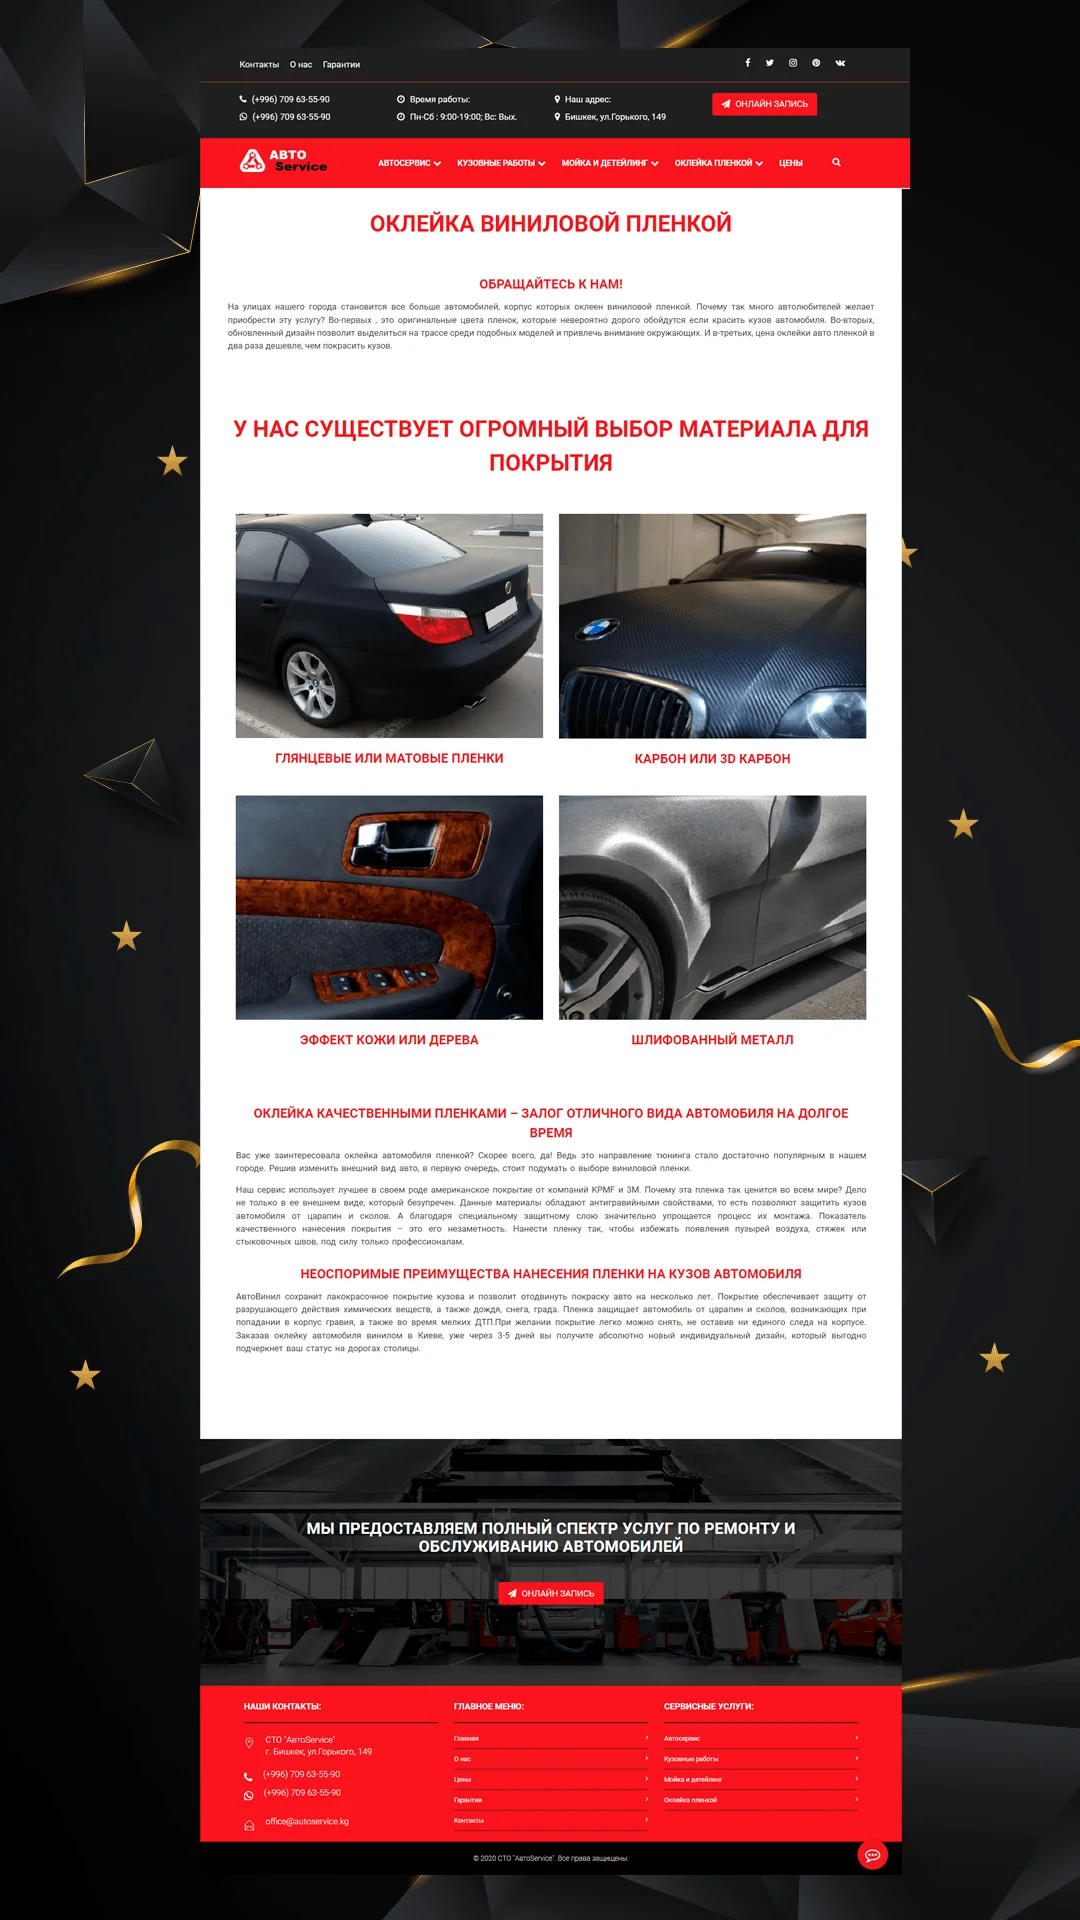 Контакты О нас Гарантии
(+996) 709 63-55-90
(+996) 709 63-55-90
Время работы:
Пн-Сб : 9:00-19:00; Вс: Вых.
Наш адрес:
Бишкек, ул.Горького, 149
ОНЛАЙН ЗАПИСЬ
АВТО
Service
АВТОСЕРВИС КУЗОВНЫЕ РАБОТЫ МОЙКА И ДЕТЕЙЛИНГ ОКЛЕЙКА ПЛЕНКОЙ ЦЕНЫ
ОКЛЕЙКА ВИНИЛОВОЙ ПЛЕНКОЙ
ОБРАЩАЙТЕСЬ К НАМ!
На улицах нашего города становится все больше автомобилей, корпус которых оклеен виниловой пленкой. Почему так много автолюбителей желает
приобрести эту услугу? Во-первых , это оригинальные цвета пленок, которые невероятно дорого обойдутся если красить кузов автомобиля. Во-вторых,
обновленный дизайн позволит выделиться на трассе среди подобных моделей и привлечь внимание окружающих. И в-третьих, цена оклейки авто пленкой в
два раза дешевле, чем покрасить кузов.
У НАС СУЩЕСТВУЕТ ОГРОМНЫЙ ВЫБОР МАТЕРИАЛА ДЛЯ
ПОКРЫТИЯ
ГЛЯНЦЕВЫЕ ИЛИ МАТОВЫЕ ПЛЕНКИ
КАРБОН ИЛИ 3D КАРБОН
ЭФФЕКТ КОЖИ ИЛИ ДЕРЕВА
ШЛИФОВАННЫЙ МЕТАЛЛ
ОКЛЕЙКА КАЧЕСТВЕННЫМИ ПЛЕНКАМИ – ЗАЛОГ ОТЛИЧНОГО ВИДА АВТОМОБИЛЯ НА ДОЛГОЕ
ВРЕМЯ
Вас уже заинтересовала оклейка автомобиля пленкой? Скорее всего, да! Ведь это направление тюнинга стало достаточно популярным в нашем
городе. Решив изменить внешний вид авто, в первую очередь, стоит подумать о выборе виниловой пленки.
Наш сервис использует лучшее в своем роде американское покрытие от компаний KPMF и 3M. Почему эта пленка так ценится во всем мире? Дело
не только в ее внешнем виде, который безупречен. Данные материалы обладают антигравийными свойствами, то есть позволяют защитить кузов
автомобиля от царапин и сколов. А благодаря специальному защитному слою значительно упрощается процесс их монтажа. Показатель
качественного нанесения покрытия – это его незаметность. Нанести пленку так, чтобы избежать появления пузырей воздуха, стяжек или
стыковочных швов, под силу только профессионалам.
НЕОСПОРИМЫЕ ПРЕИМУЩЕСТВА НАНЕСЕНИЯ ПЛЕНКИ НА КУЗОВ АВТОМОБИЛЯ
АвтоВинил сохранит лакокрасочное покрытие кузова и позволит отодвинуть покраску авто на несколько лет. Покрытие обеспечивает защиту от
разрушающего действия химических веществ, а также дождя, снега, града. Пленка защищает автомобиль от царапин и сколов, возникающих при
попадании в корпус гравия, а также во время мелких ДТП.При желании покрытие легко можно снять, не оставив ни единого следа на корпусе.
Заказав оклейку автомобиля винилом в Киеве, уже через 3-5 дней вы получите абсолютно новый индивидуальный дизайн, который выгодно
подчеркнет ваш статус на дорогах столицы.
МЫ ПРЕДОСТАВЛЯЕМ ПОЛНЫЙ СПЕКТР УСЛУГ ПО РЕМОНТУ И
ОБСЛУЖИВАНИЮ АВТОМОБИЛЕЙ
ОНЛАЙН ЗАПИСЬ
НАШИ КОНТАКТЫ:
СТО "АвтоService"
г. Бишкек, ул.Горького, 149
(+996) 709 63-55-90
(+996) 709 63-55-90
office@autoservice.kg
ГЛАВНОЕ МЕНЮ:
Главная
О нас
Цены
Гарантии
Контакты
СЕРВИСНЫЕ УСЛУГИ:
Автосервис
Кузовные работы
Мойка и детейлинг
Оклейка пленкой
© 2020 СТО "АвтоService". Все права защищены.